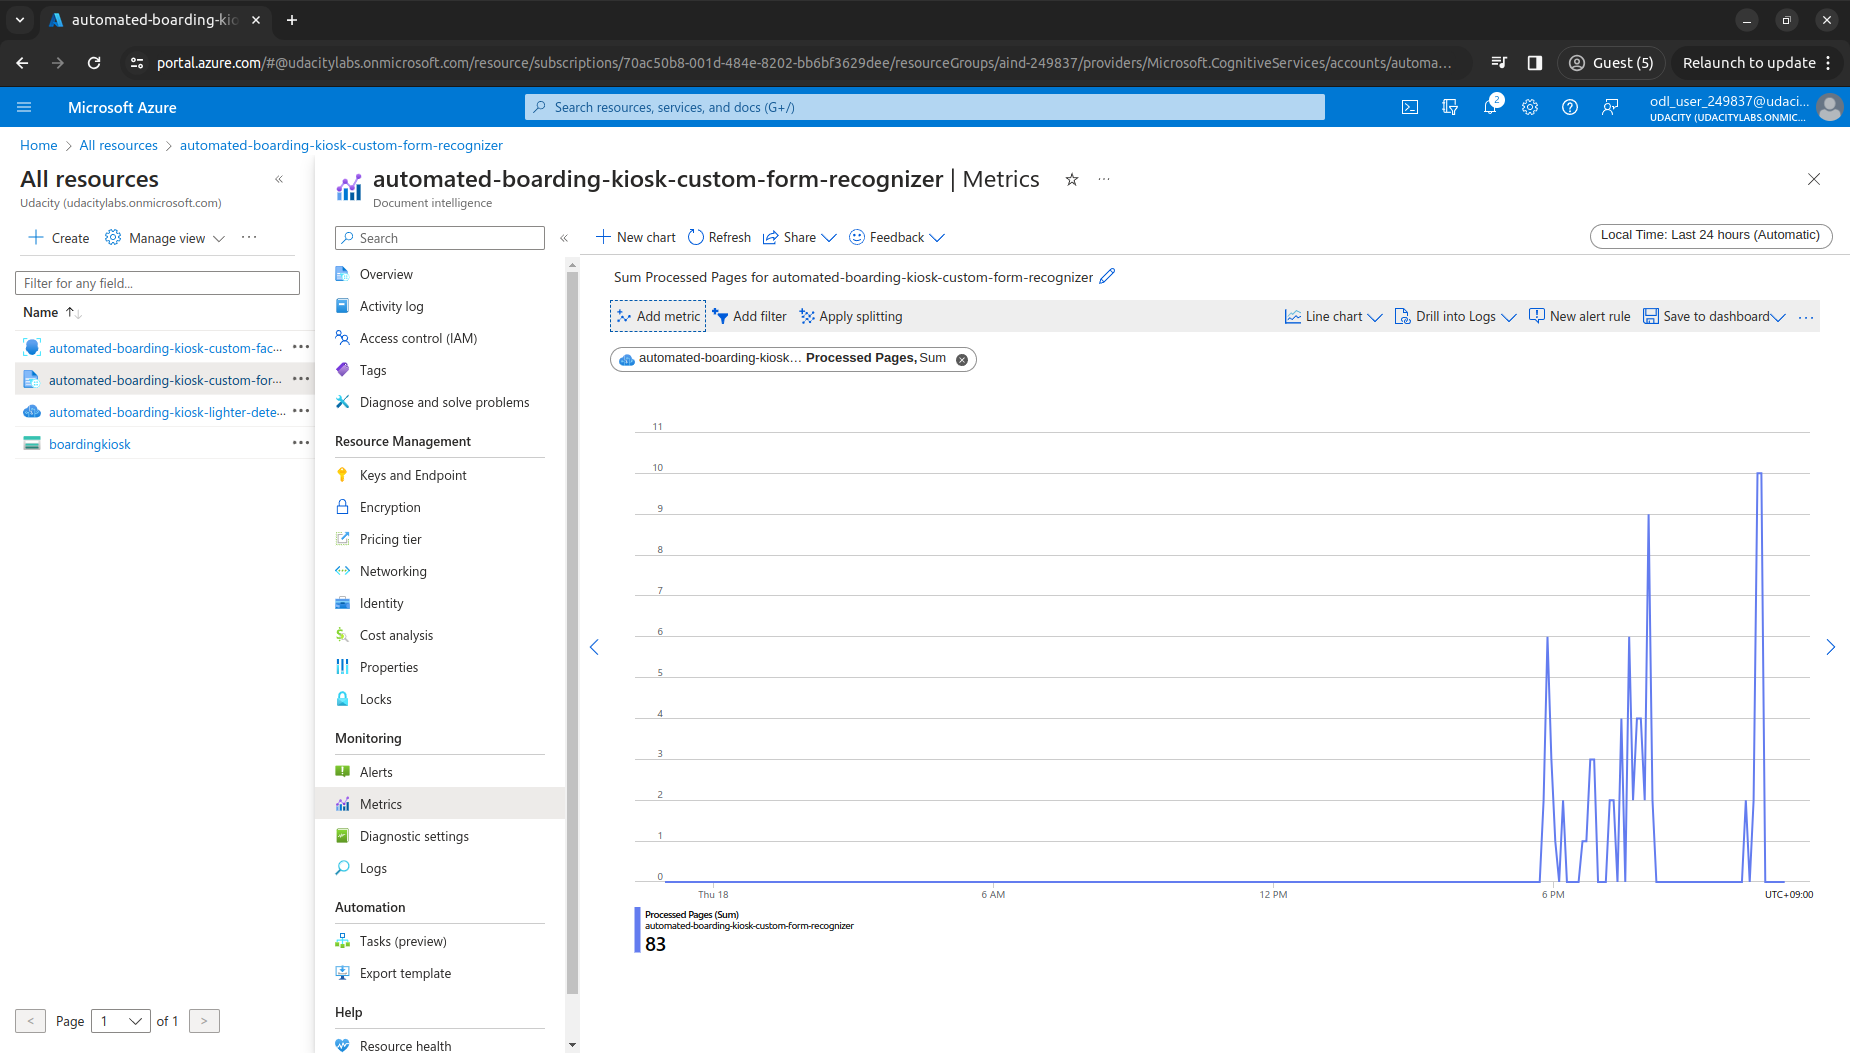 automated-boarding-kio
Guest (5)
Relaunch to update
portal.azure.com/#@udacitylabs.onmicrosoft.com/resource/subscriptions/70ac50b8-001d-484e-8202-bb6bf3629dee/resourceGroups/aind-249837/providers/Microsoft.CognitiveServices/accounts/automa...
Microsoft Azure
Search resources, services, and docs (G+/)
2
odl_user_249837@udaci...
UDACITY (UDACITYLABS.ONMIC...
Home > All resources > automated-boarding-kiosk-custom-form-recognizer
All resources
Udacity (udacitylabs.onmicrosoft.com)
Create
Manage view
Filter for any field...
Name
automated-boarding-kiosk-custom-fac...
automated-boarding-kiosk-custom-for...
automated-boarding-kiosk-lighter-dete...
boardingkiosk
< Page 1 of 1 >
automated-boarding-kiosk-custom-form-recognizer | Metrics
Document intelligence
Search
Overview
Activity log
Access control (IAM)
Tags
Diagnose and solve problems
Resource Management
Keys and Endpoint
Encryption
Pricing tier
Networking
Identity
Cost analysis
Properties
Locks
Monitoring
Alerts
Metrics
Diagnostic settings
Logs
Automation
Tasks (preview)
Export template
Help
Resource health
New chart
Refresh
Share
Feedback
Local Time: Last 24 hours (Automatic)
Sum Processed Pages for automated-boarding-kiosk-custom-form-recognizer
Add metric
Add filter
Apply splitting
Line chart
Drill into Logs
New alert rule
Save to dashboard
automated-boarding-kiosk... Processed Pages, Sum
11
10
9
8
7
6
5
4
3
2
1
0
Thu 18
6 AM
12 PM
6 PM
UTC+09:00
Processed Pages (Sum)
automated-boarding-kiosk-custom-form-recognizer
83